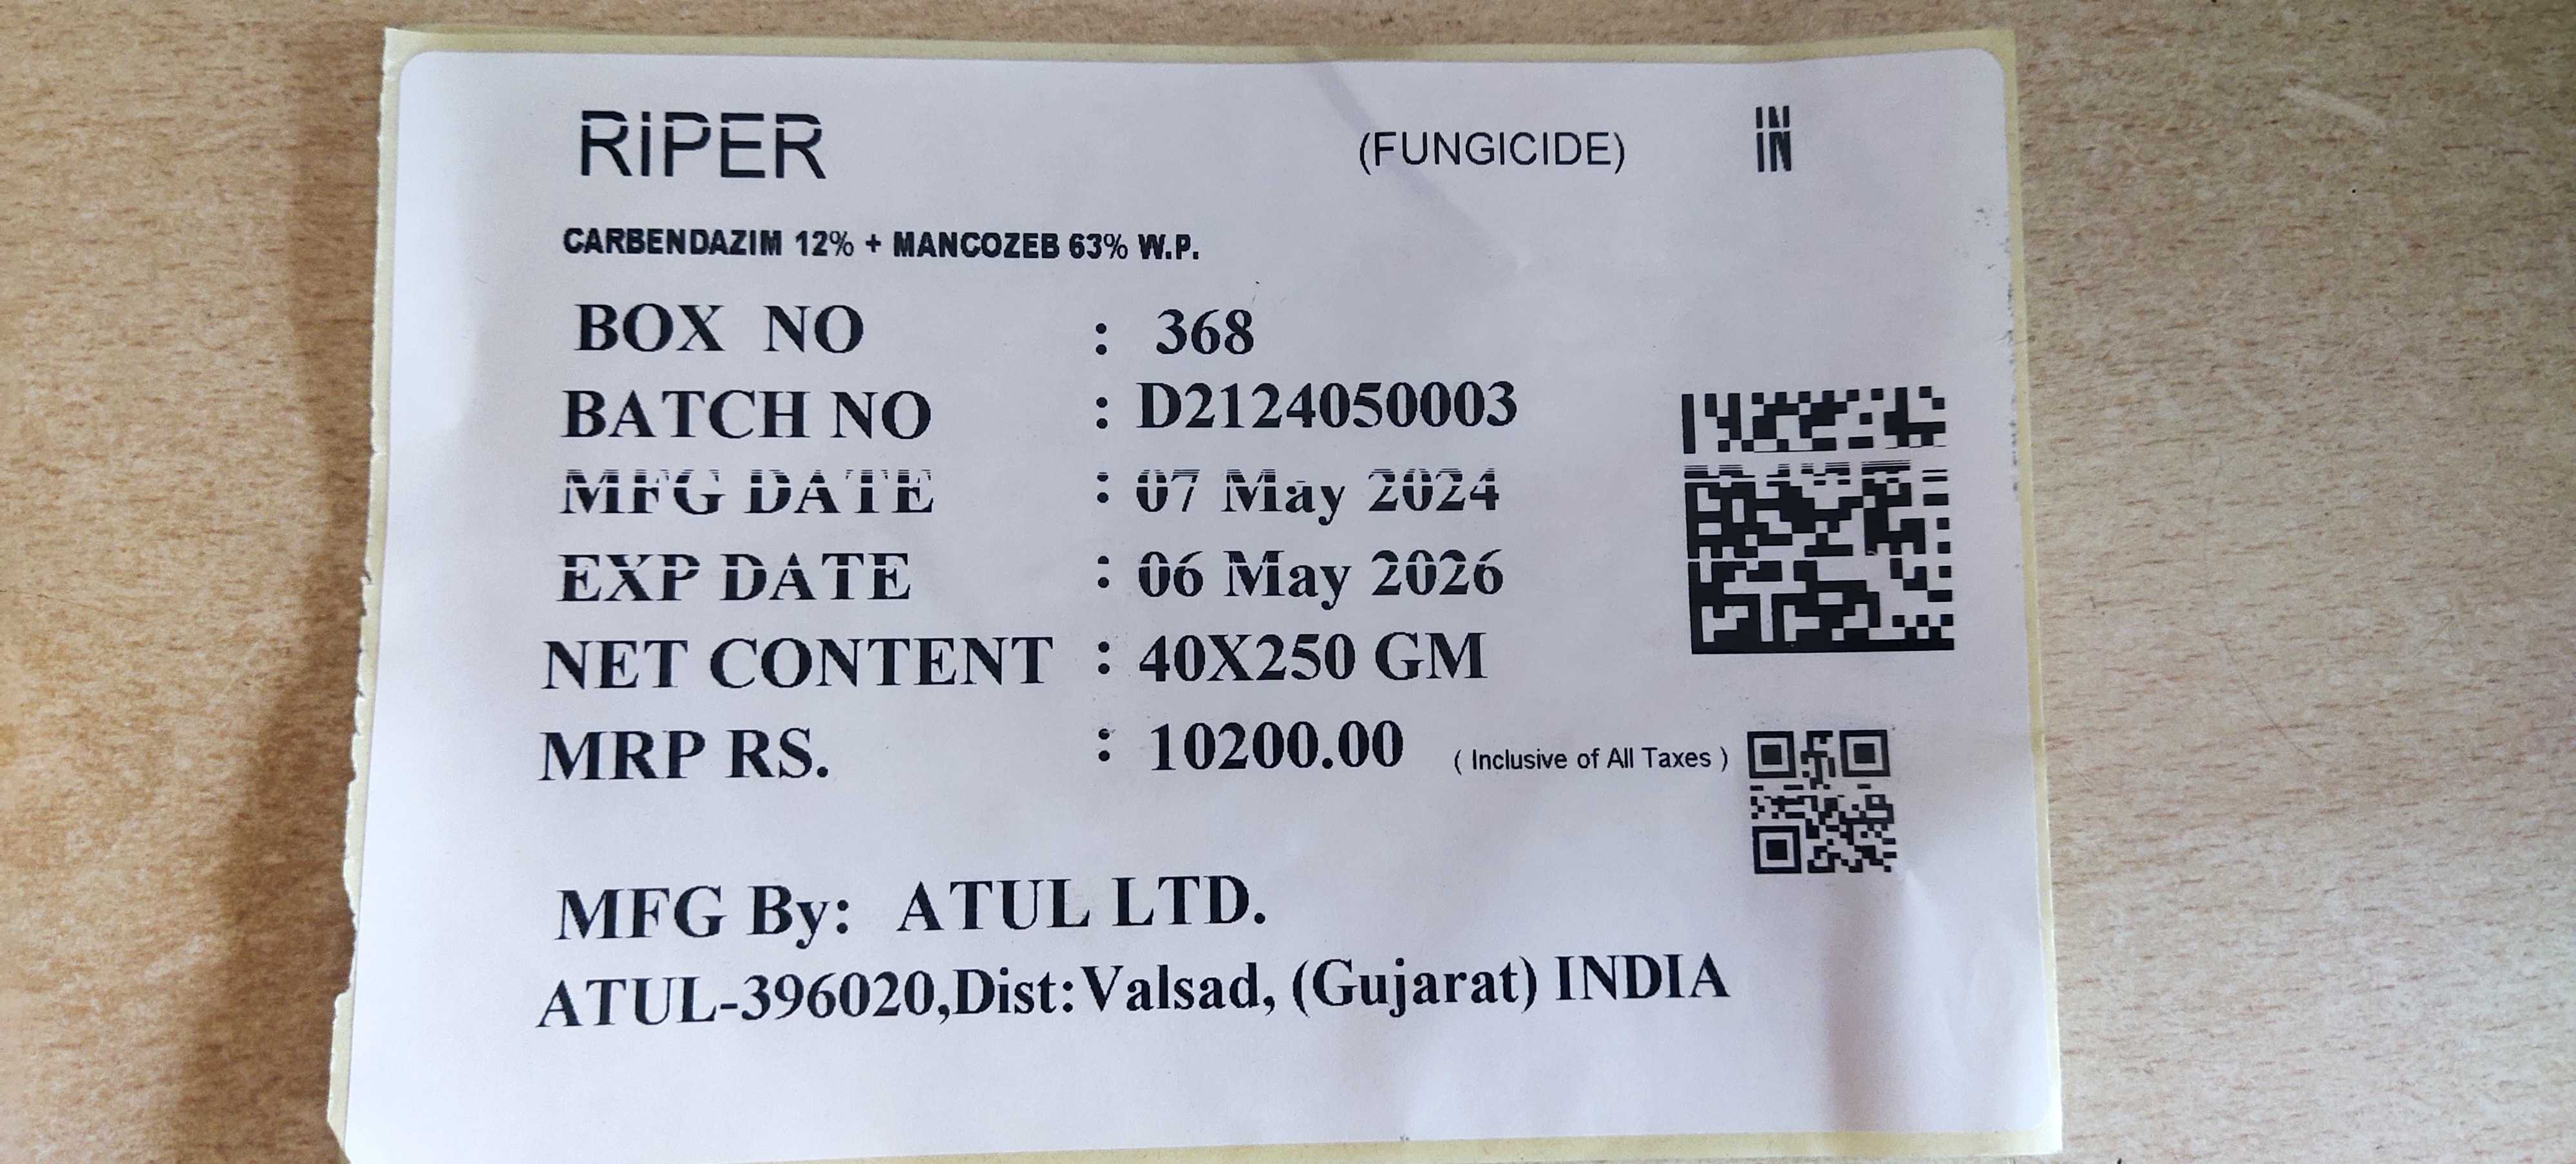 RiPER (FUNGICIDE) IN
CARBENDAZIM 12% + MANCOZEB 63% W.P.
BOX NO : 368
BATCH NO : D2124050003
MFG DATE : 07 May 2024
EXP DATE : 06 May 2026
NET CONTENT : 40X250 GM
MRP RS. : 10200.00 ( Inclusive of All Taxes )
MFG By: ATUL LTD.
ATUL-396020,Dist:Valsad, (Gujarat) INDIA